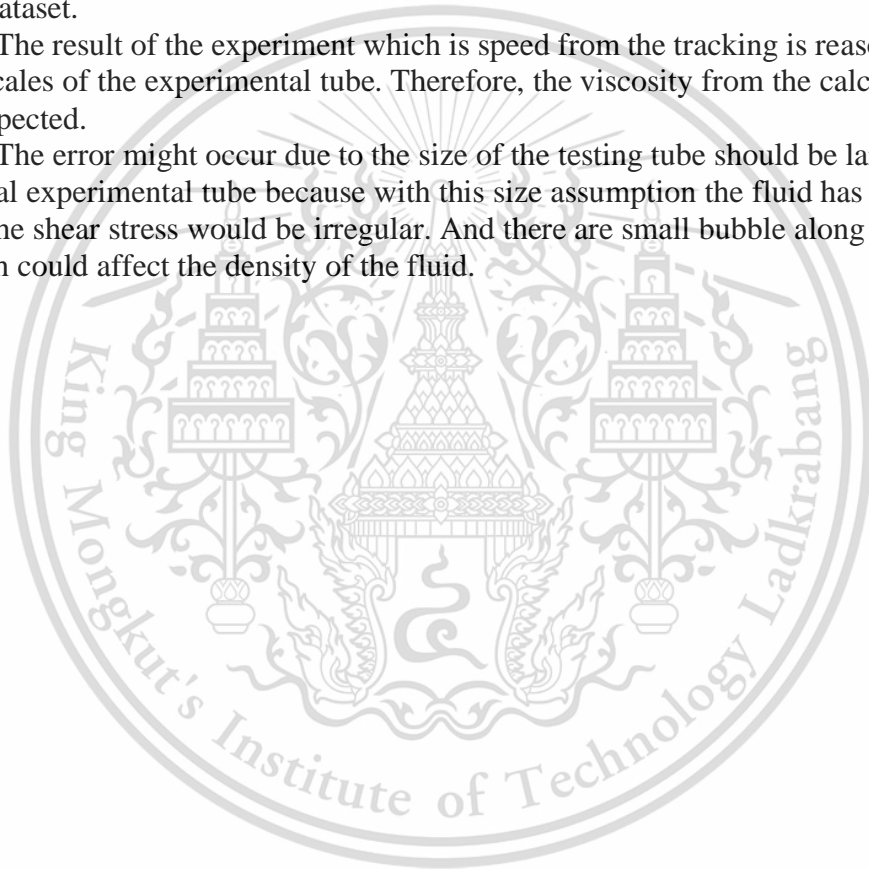 ataset.
The result of the experiment which is speed from the tracking is reaso
cales of the experimental tube. Therefore, the viscosity from the calc
pected.
The error might occur due to the size of the testing tube should be lar
al experimental tube because with this size assumption the fluid has
ne shear stress would be irregular. And there are small bubble along
n could affect the density of the fluid.
King Mongkut's Institute of Technology Ladkrabang